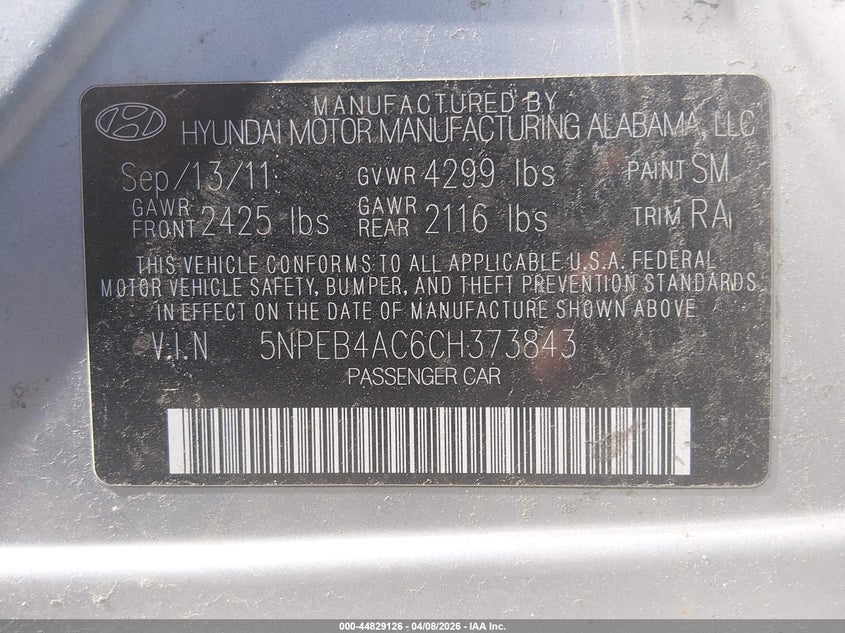 MANUFACTURED BY
HYUNDAI MOTOR MANUFACTURING ALABAMA, LLC
Sep/13/11 GVWR 4299 lbs PAINT SM
GAWR FRONT 2425 lbs GAWR REAR 2116 lbs TRIM RA
THIS VEHICLE CONFORMS TO ALL APPLICABLE U.S.A. FEDERAL
MOTOR VEHICLE SAFETY, BUMPER, AND THEFT PREVENTION STANDARDS
IN EFFECT ON THE DATE OF MANUFACTURE SHOWN ABOVE
V.I.N 5NPEB4AC6CH373843
PASSENGER CAR
000-44829126 - 04/08/2026 - IAA Inc.